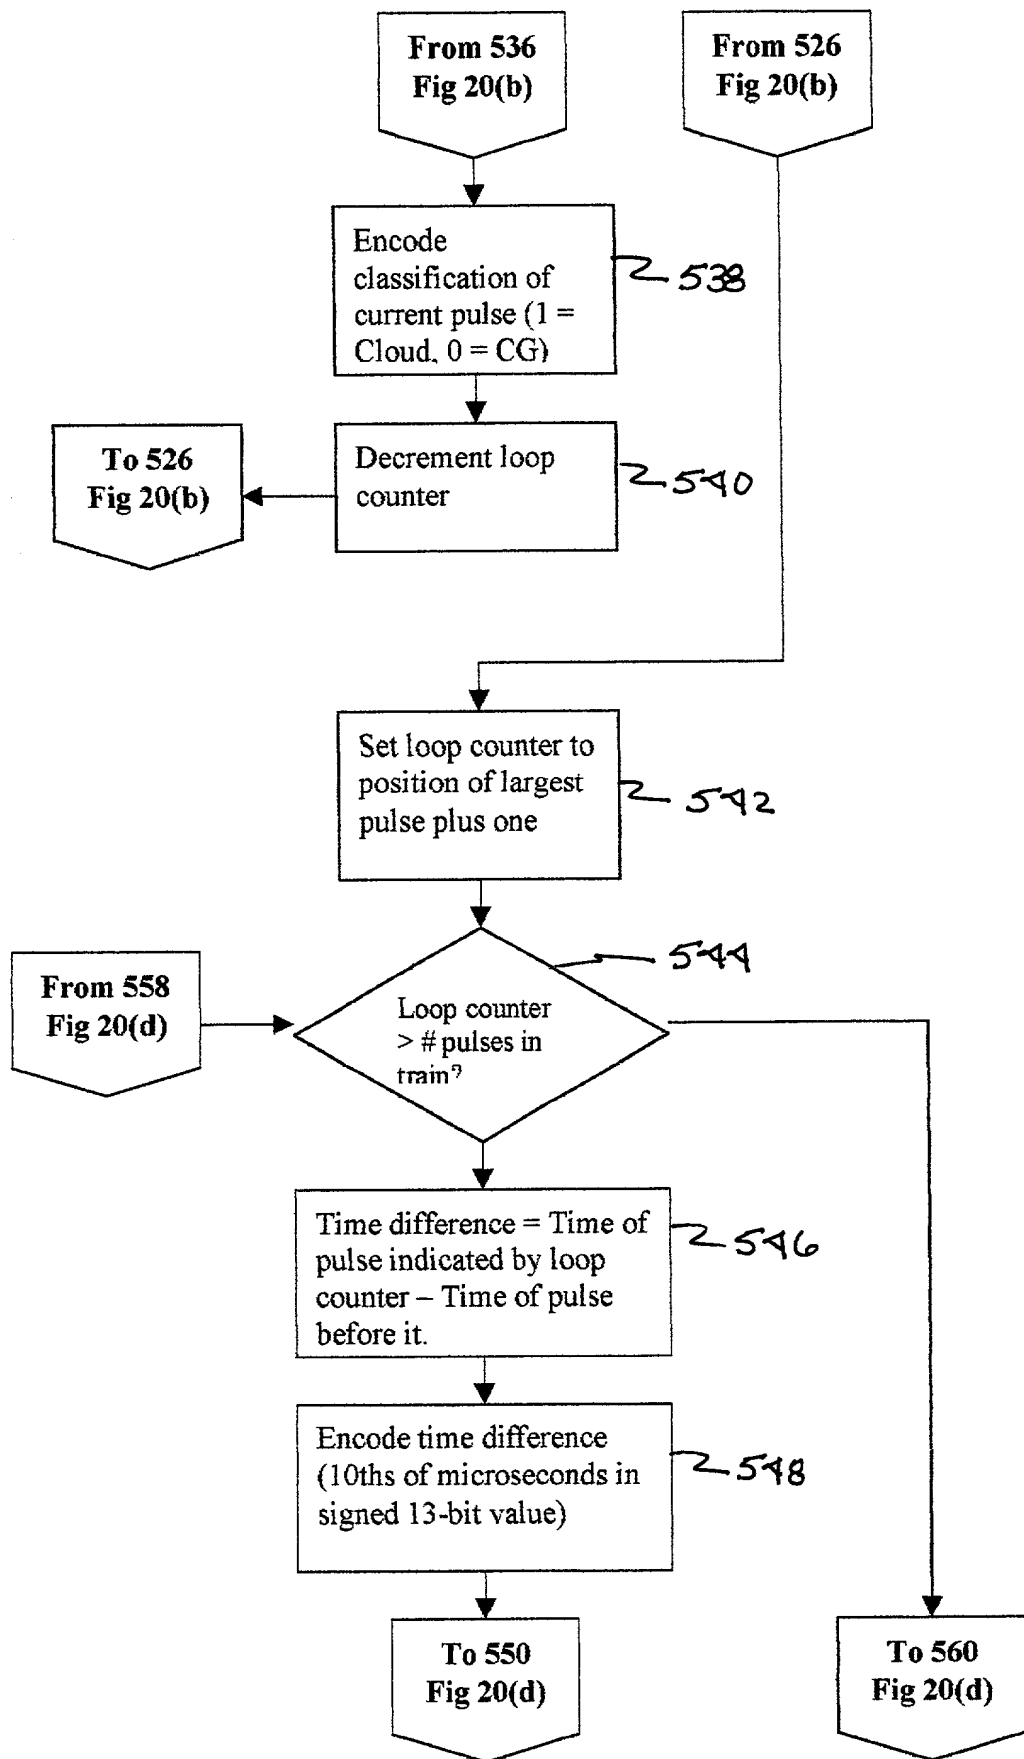 From 536
Fig 20(b)
From 526
Fig 20(b)
Encode
classification of
current pulse (1 =
Cloud, 0 = CG)
538
To 526
Fig 20(b)
Decrement loop
counter
540
Set loop counter to
position of largest
pulse plus one
542
544
From 558
Fig 20(d)
Loop counter
> # pulses in
train?
Time difference = Time of
pulse indicated by loop
counter – Time of pulse
before it.
546
Encode time difference
(10ths of microseconds in
signed 13-bit value)
548
To 550
Fig 20(d)
To 560
Fig 20(d)